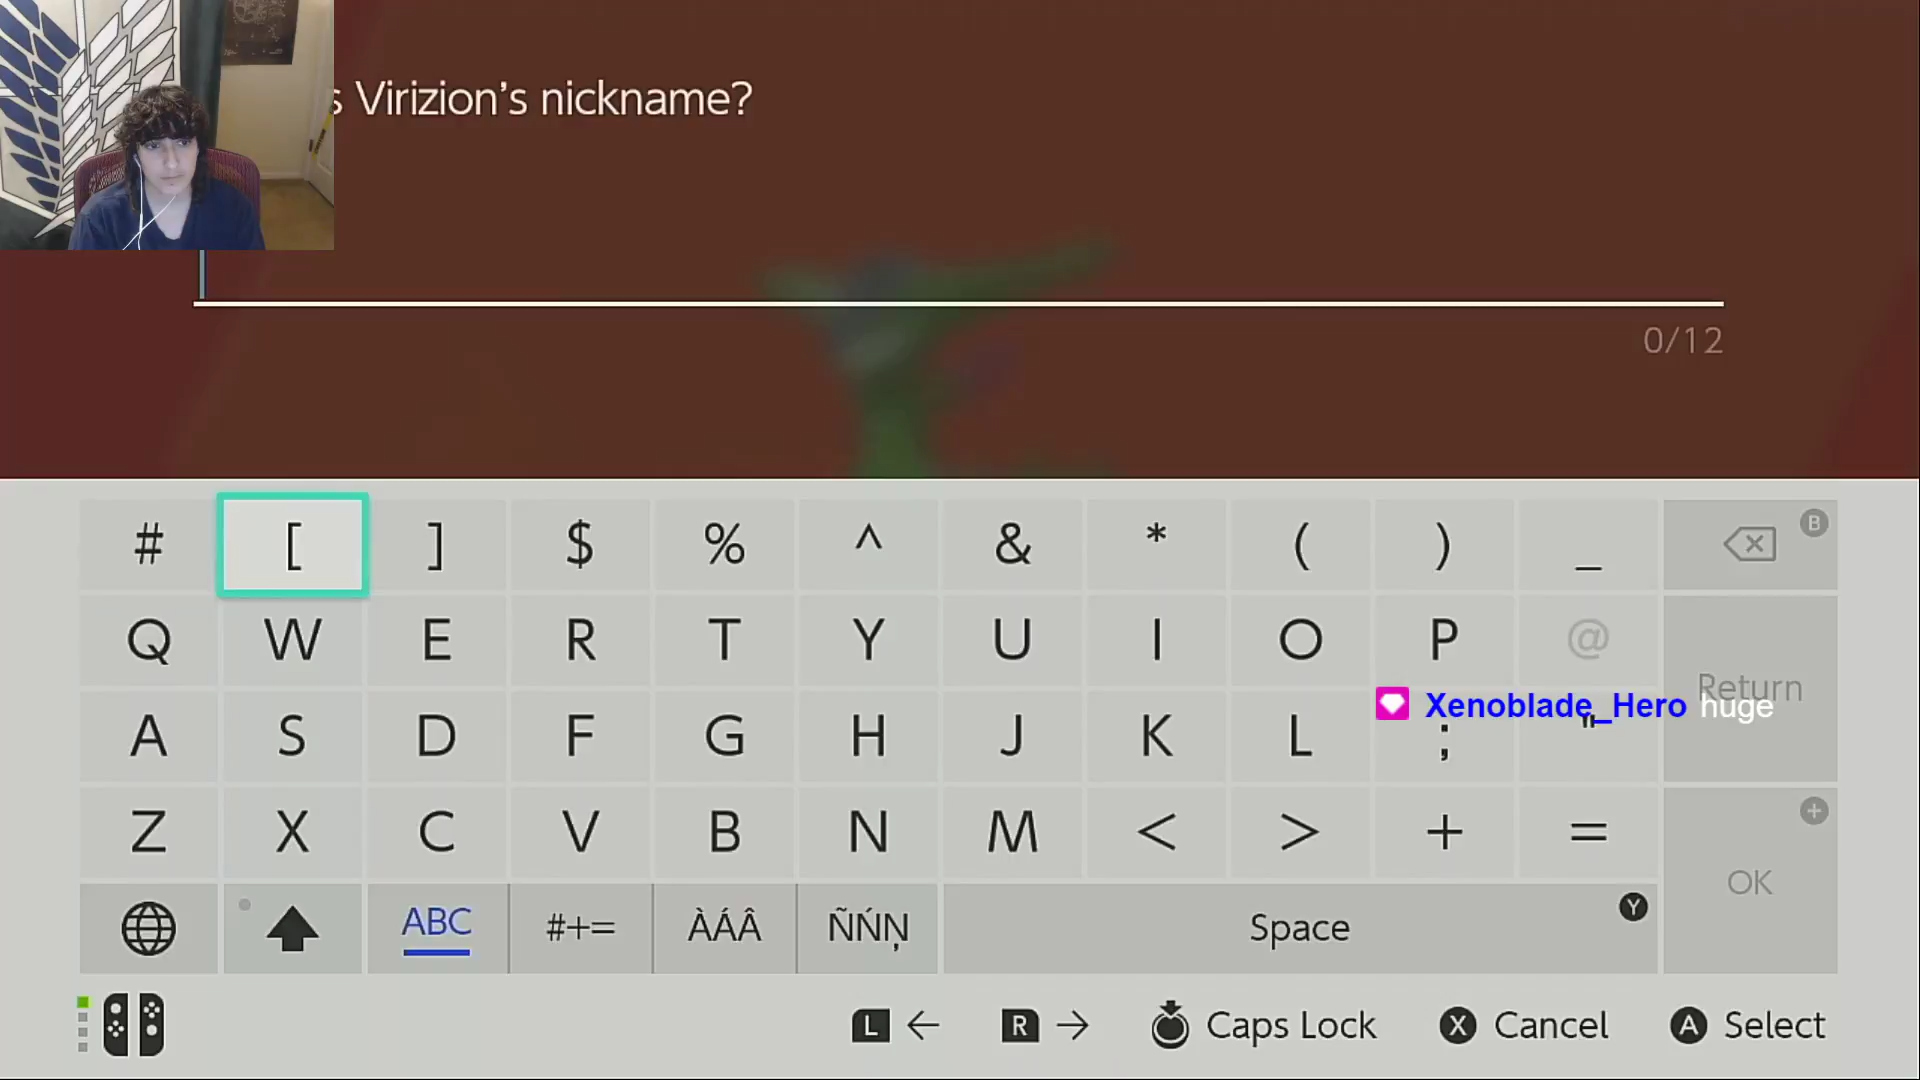 s Virizion’s nickname?
0/12
# [ ] $ % ^ & * ( ) _ B
Q W E R T Y U I O P @
Return
Xenoblade_Hero huge
A S D F G H J K L ; "
Z X C V B N M < > + = +
OK
ABC #+= ÀÁÂ ÑŃŅ Space Y
L ← R → Caps Lock X Cancel A Select